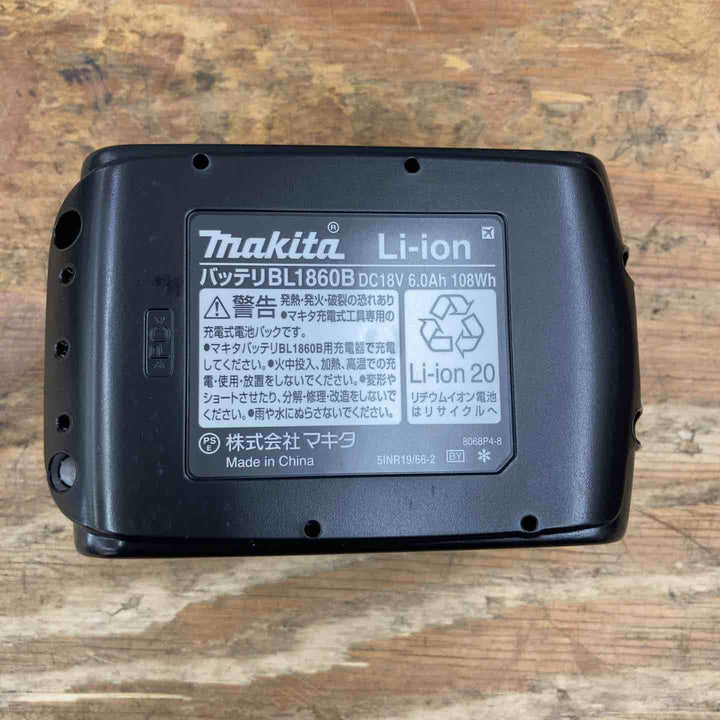 makita ® Li-ion
バッテリBL1860B DC18V 6.0Ah 108Wh
警告 発熱・発火・破裂の恐れあり
●マキタ充電式工具専用の
充電式電池パックです。
●マキタバッテリBL1860B用充電器で充電
してください。●火中投入、加熱、高温での充
電・使用・放置をしないでください。●変形や
ショートさせたり、分解・修理・改造をしないで
ください。●雨や水にぬらさないでください。
Li-ion 20
リチウムイオン電池
はリサイクルへ
PSE 株式会社 マキタ
8068P4-8
Made in China
5INR19/66-2 BY ✻
>PC<